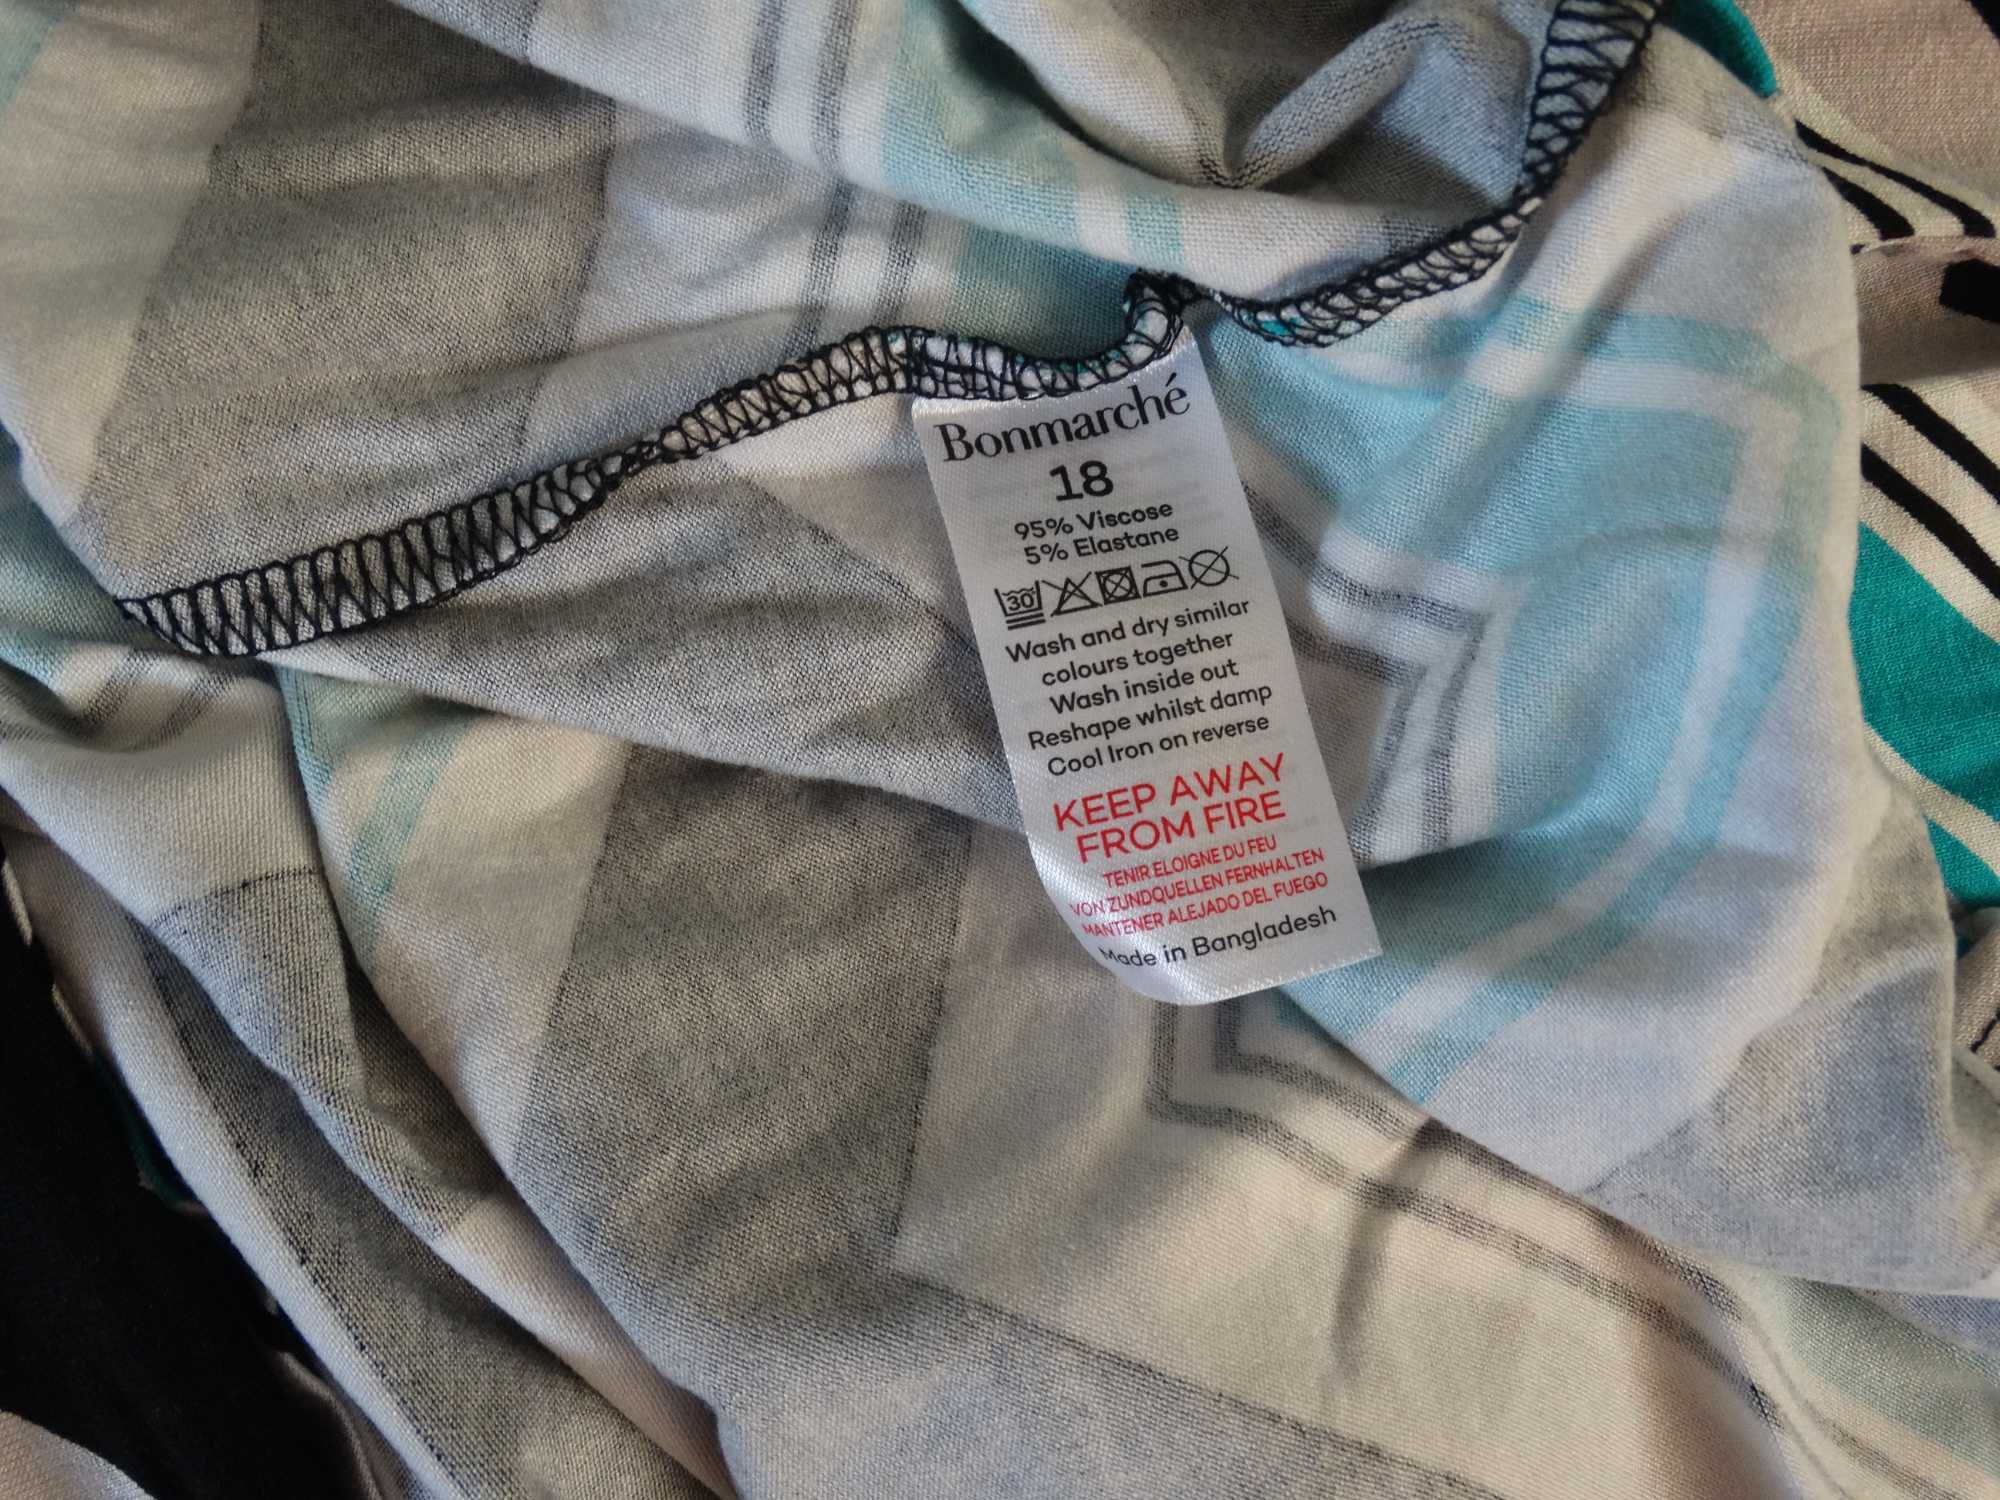 Bonmarché
18
95% Viscose
5% Elastane
30
Wash and dry similar
colours together
Wash inside out
Reshape whilst damp
Cool Iron on reverse
KEEP AWAY
FROM FIRE
TENIR ELOIGNE DU FEU
VON ZUNDQUELLEN FERNHALTEN
MANTENER ALEJADO DEL FUEGO
Made in Bangladesh